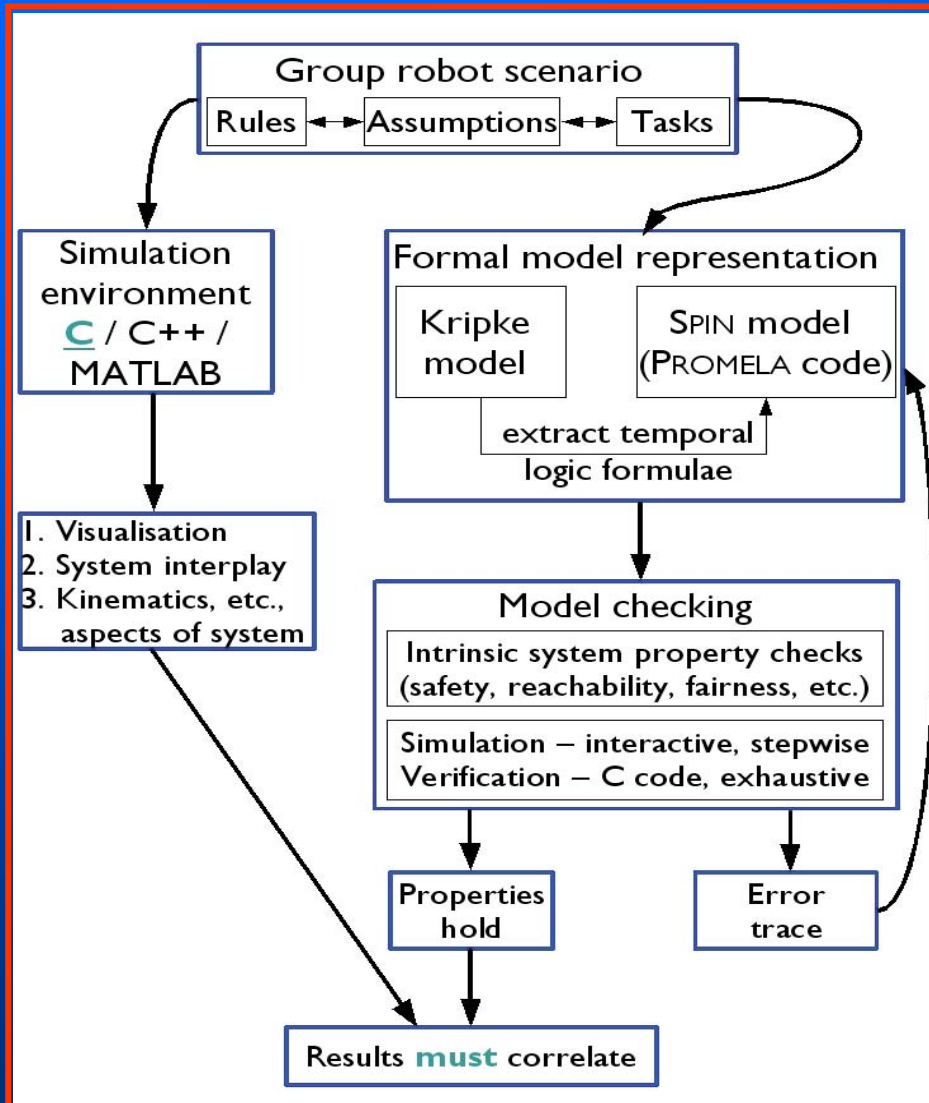 Group robot scenario
Rules Assumptions Tasks
Simulation
environment
C / C++ /
MATLAB
1. Visualisation
2. System interplay
3. Kinematics, etc.,
aspects of system
Formal model representation
Kripke
model
SPIN model
(PROMELA code)
extract temporal
logic formulae
Model checking
Intrinsic system property checks
(safety, reachability, fairness, etc.)
Simulation – interactive, stepwise
Verification – C code, exhaustive
Properties
hold
Error
trace
Results must correlate